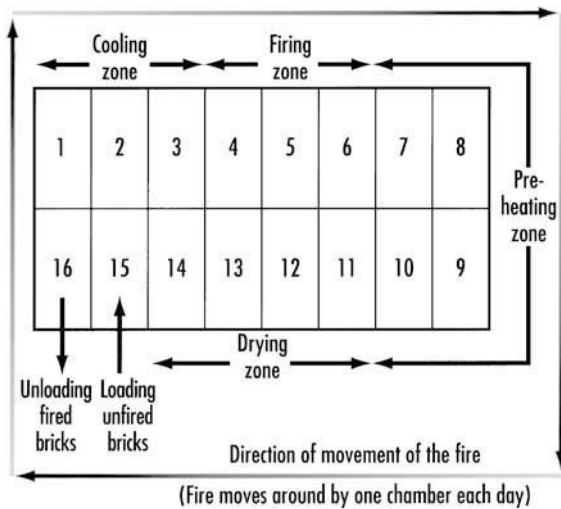 Cooling
zone
Firing
zone
1 2 3 4 5 6 7 8
Pre-
heating
zone
16 15 14 13 12 11 10 9
Drying
zone
Unloading
fired
bricks
Loading
unfired
bricks
Direction of movement of the fire
(Fire moves around by one chamber each day)